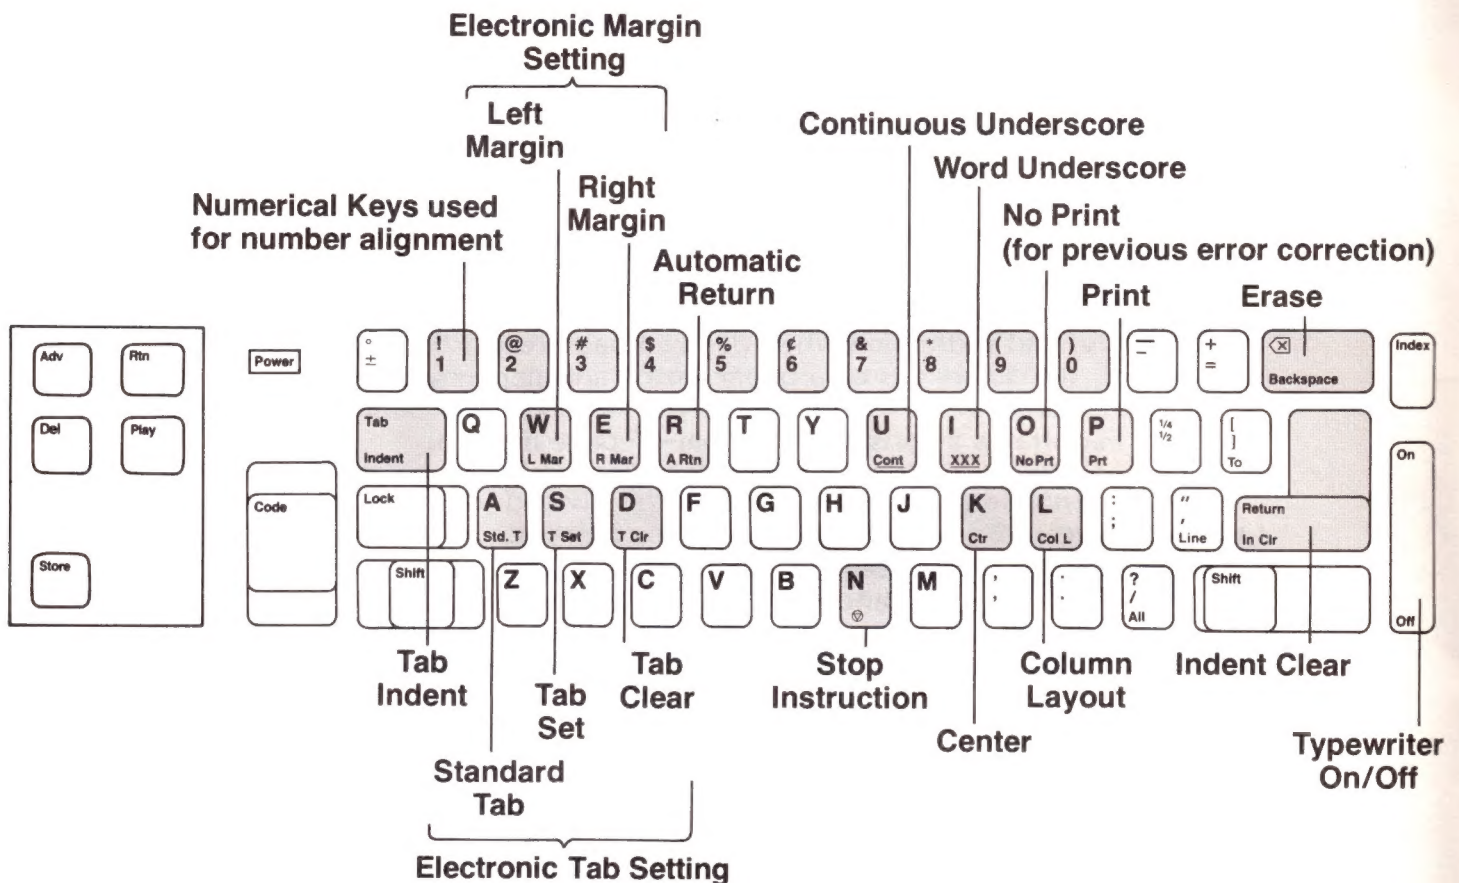 Electronic Margin
Setting
Left
Margin
Continuous Underscore
Word Underscore
Right
Margin
Numerical Keys used
for number alignment
No Print
(for previous error correction)
Automatic
Return
Print
Erase
Adv
Rtn
Del
Play
Store
Power
Code
°
±
!
1
@
2
#
3
$
4
%
5
¢
6
&
7
*
8
(
9
)
0
—
-
+
=
⌫
Backspace
Index
Tab
Indent
Q
W
L Mar
E
R Mar
R
A Rtn
T
Y
U
Cont
I
XXX
O
No Prt
P
Prt
1/4
1/2
[
]
To
On
Off
Lock
A
Std. T
S
T Set
D
T Clr
F
G
H
J
K
Ctr
L
Col L
:
;
"
'
Line
Return
In Clr
Shift
Z
X
C
V
B
N
M
,
,
.
.
?
/
All
Shift
Tab
Indent
Tab
Set
Tab
Clear
Stop
Instruction
Column
Layout
Indent Clear
Center
Standard
Tab
Typewriter
On/Off
Electronic Tab Setting